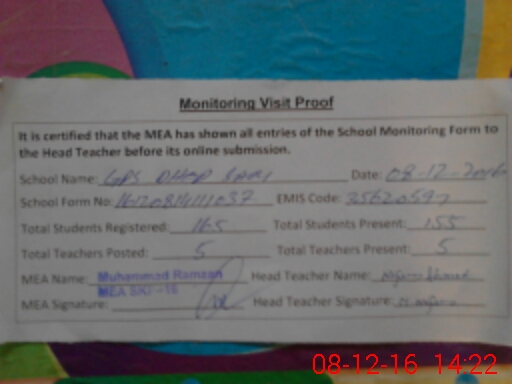 Monitoring Visit Proof
It is certified that the MEA has shown all entries of the School Monitoring Form to
the Head Teacher before its online submission.
School Name: GPS Date: 08-12-2016
School Form No: EMIS Code:
Total Students Registered: 165 Total Students Present: 155
Total Teachers Posted: 5 Total Teachers Present: 5
MEA Name: Muhammad Ramzan Head Teacher Name:
MEA
MEA Signature: Head Teacher Signature:
08-12-16 14:22